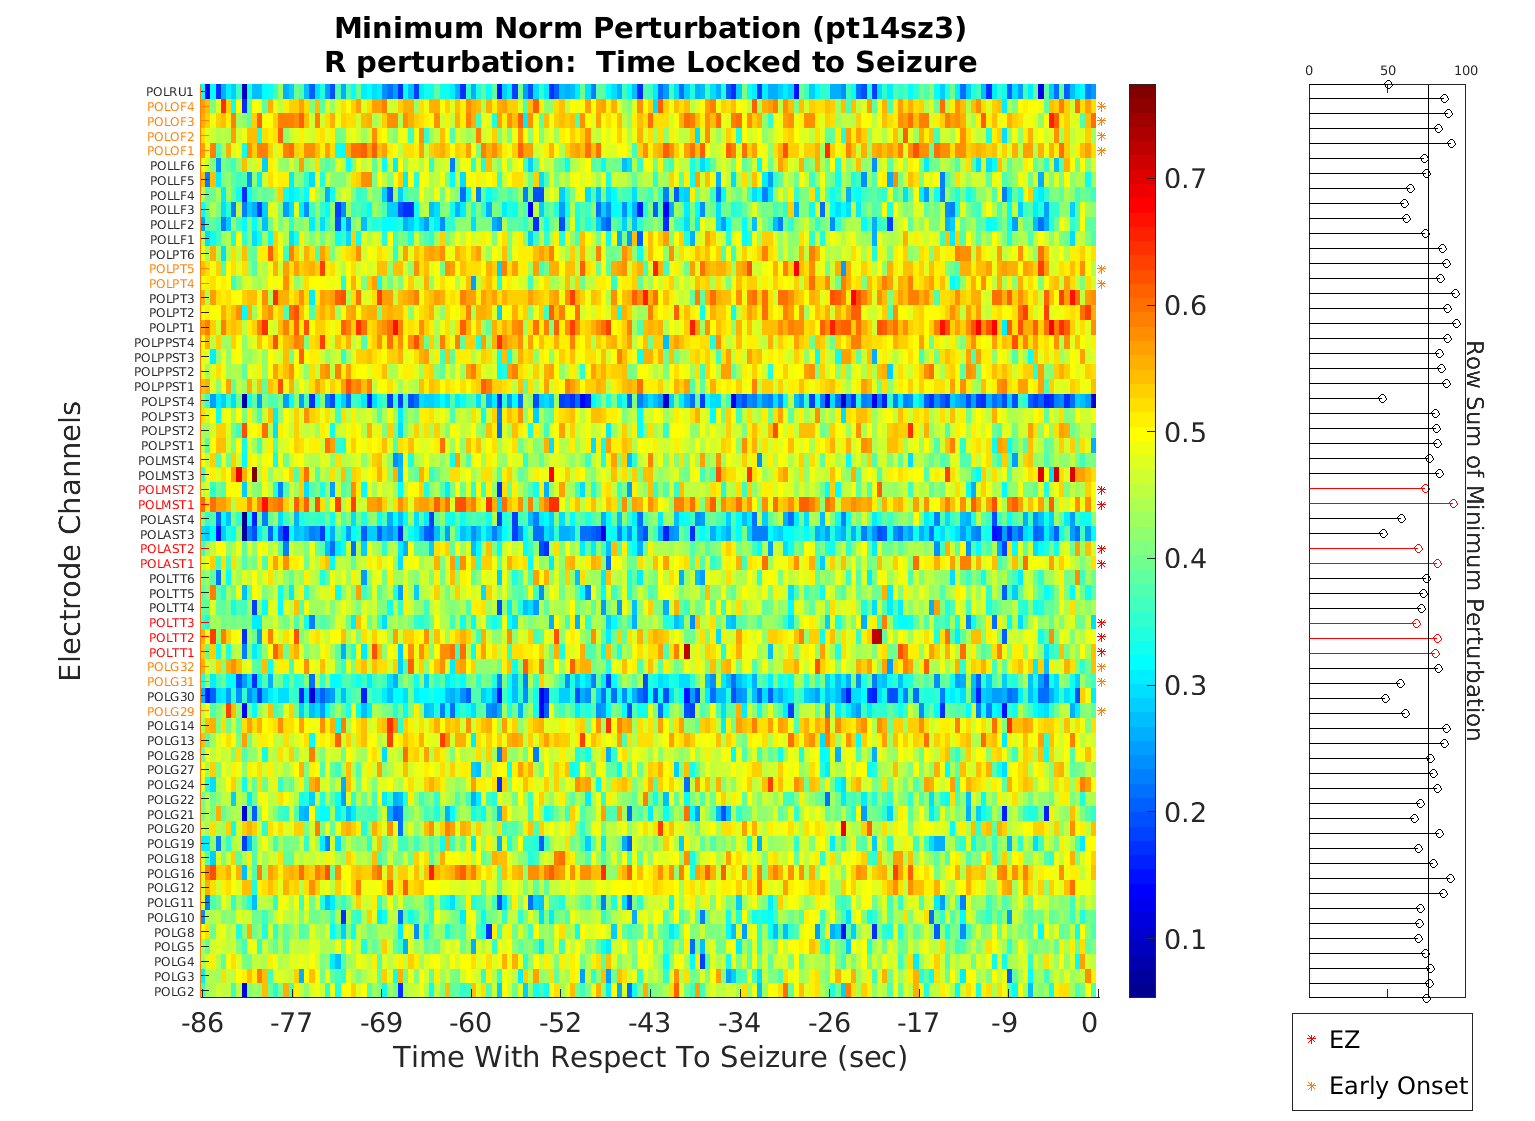 Minimum Norm Perturbation (pt14sz3)
R perturbation:  Time Locked to Seizure
Electrode Channels
POLRU1
POLOF4
POLOF3
POLOF2
POLOF1
POLLF6
POLLF5
POLLF4
POLLF3
POLLF2
POLLF1
POLPT6
POLPT5
POLPT4
POLPT3
POLPT2
POLPT1
POLPPST4
POLPPST3
POLPPST2
POLPPST1
POLPST4
POLPST3
POLPST2
POLPST1
POLMST4
POLMST3
POLMST2
POLMST1
POLAST4
POLAST3
POLAST2
POLAST1
POLTT6
POLTT5
POLTT4
POLTT3
POLTT2
POLTT1
POLG32
POLG31
POLG30
POLG29
POLG14
POLG13
POLG28
POLG27
POLG24
POLG22
POLG21
POLG20
POLG19
POLG18
POLG16
POLG12
POLG11
POLG10
POLG8
POLG5
POLG4
POLG3
POLG2
-86 -77 -69 -60 -52 -43 -34 -26 -17 -9 0
Time With Respect To Seizure (sec)
0.7
0.6
0.5
0.4
0.3
0.2
0.1
0 50 100
Row Sum of Minimum Perturbation
EZ
Early Onset